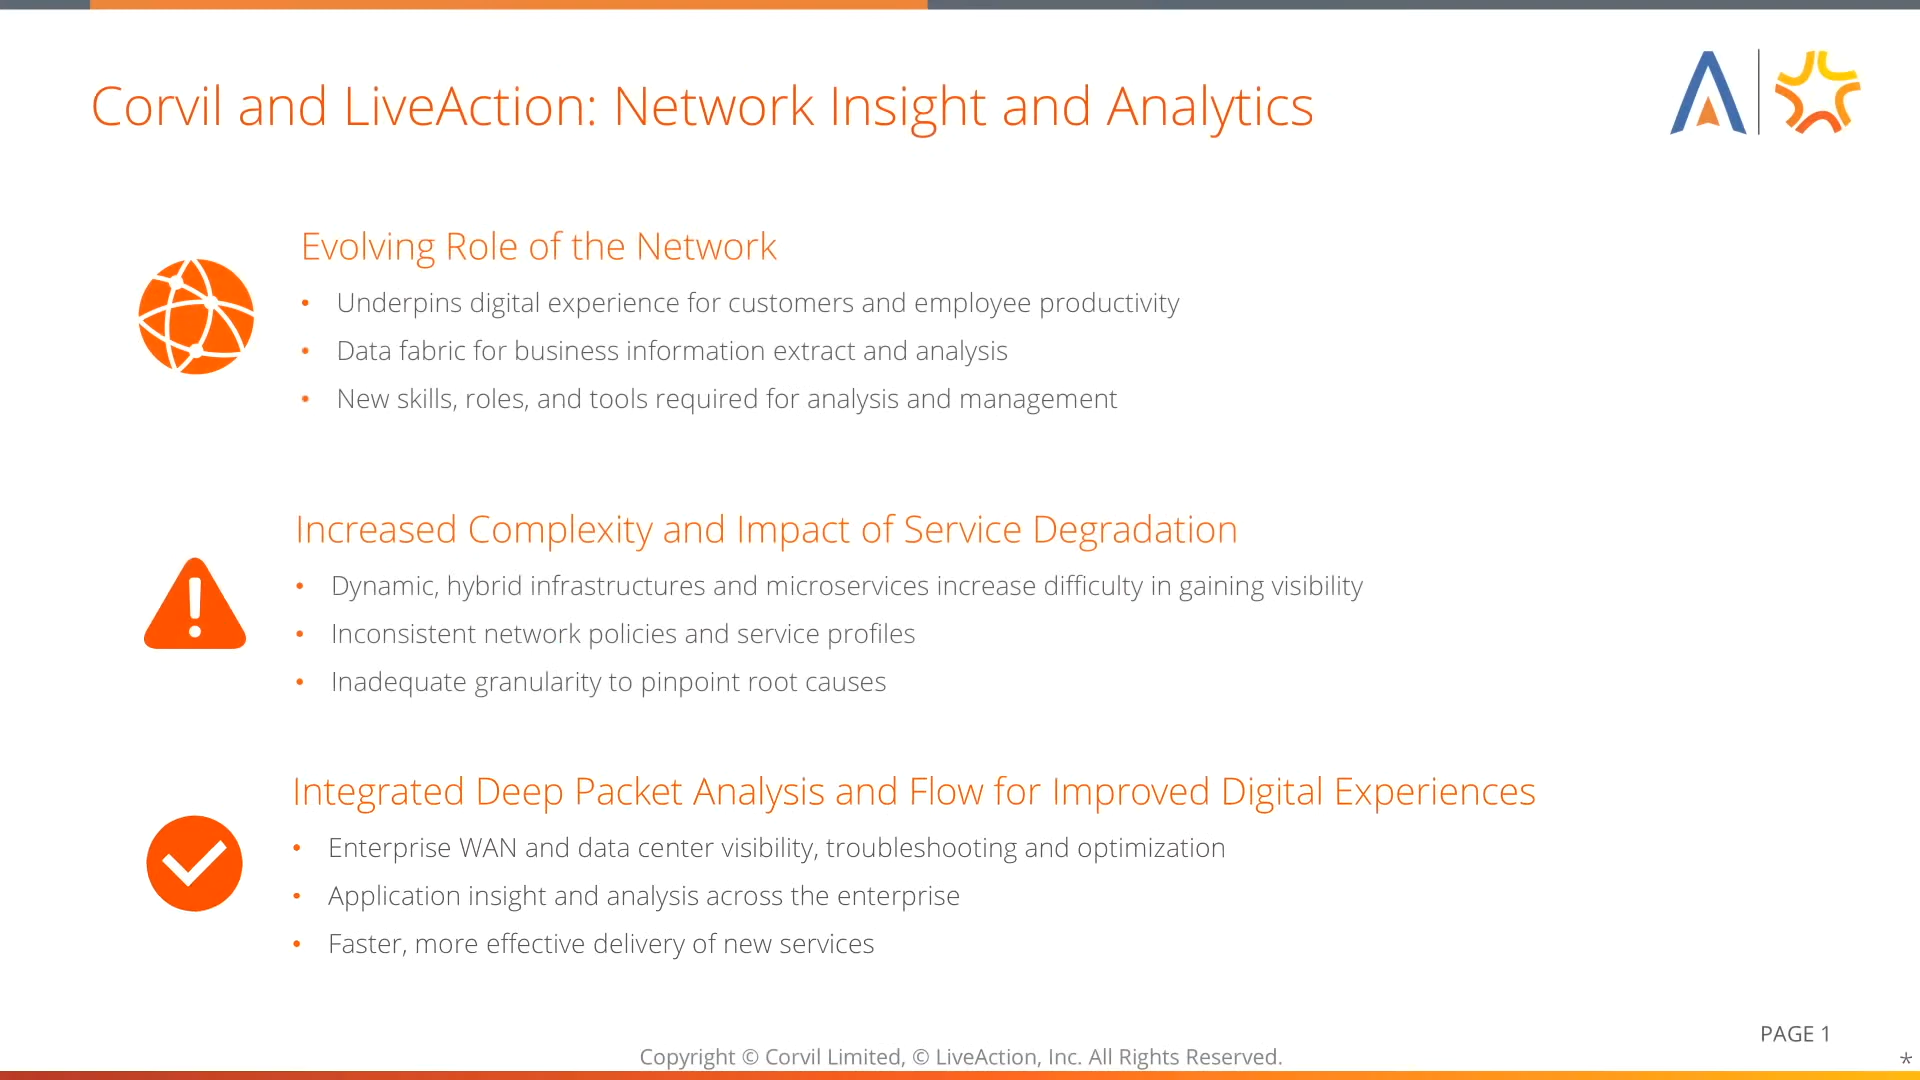 Corvil and LiveAction: Network Insight and Analytics
Evolving Role of the Network
• Underpins digital experience for customers and employee productivity
• Data fabric for business information extract and analysis
• New skills, roles, and tools required for analysis and management
Increased Complexity and Impact of Service Degradation
• Dynamic, hybrid infrastructures and microservices increase difficulty in gaining visibility
• Inconsistent network policies and service profiles
• Inadequate granularity to pinpoint root causes
Integrated Deep Packet Analysis and Flow for Improved Digital Experiences
• Enterprise WAN and data center visibility, troubleshooting and optimization
• Application insight and analysis across the enterprise
• Faster, more effective delivery of new services
PAGE 1
Copyright © Corvil Limited, © LiveAction, Inc. All Rights Reserved.
*